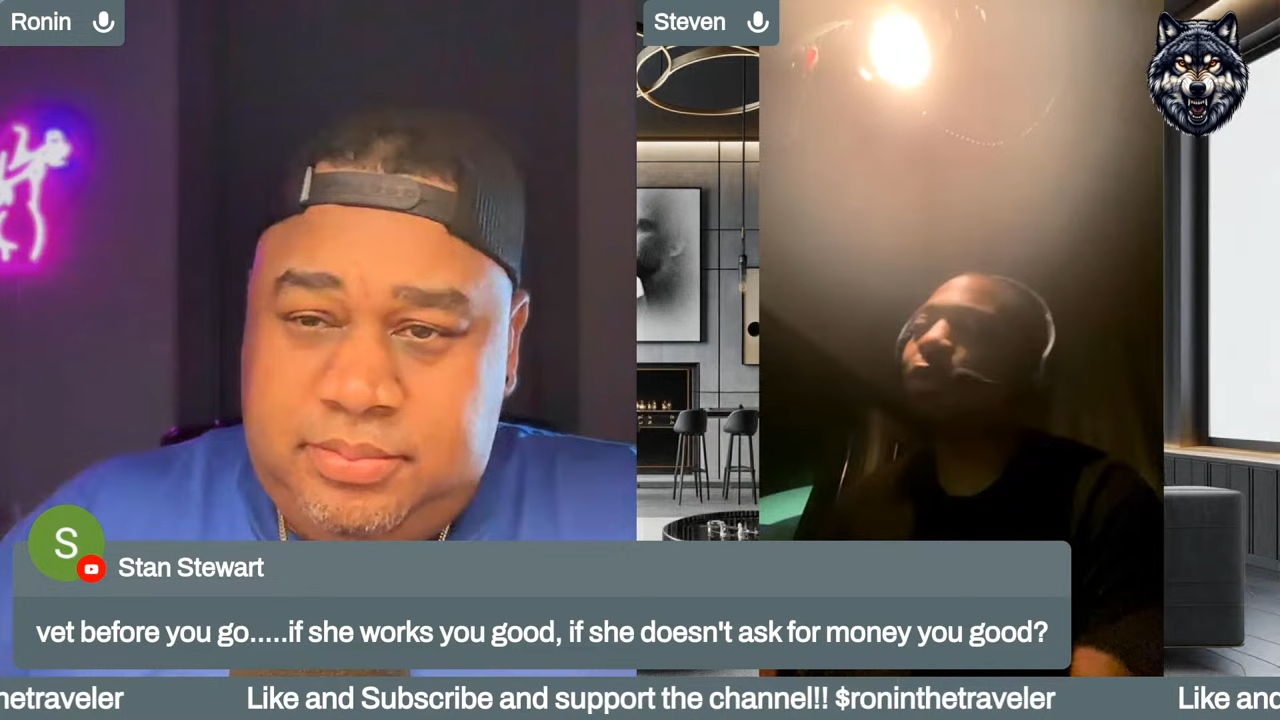 Ronin
Steven
S
Stan Stewart
vet before you go.....if she works you good, if she doesn't ask for money you good?
hetraveler Like and Subscribe and support the channel!! $roninthetraveler Like and